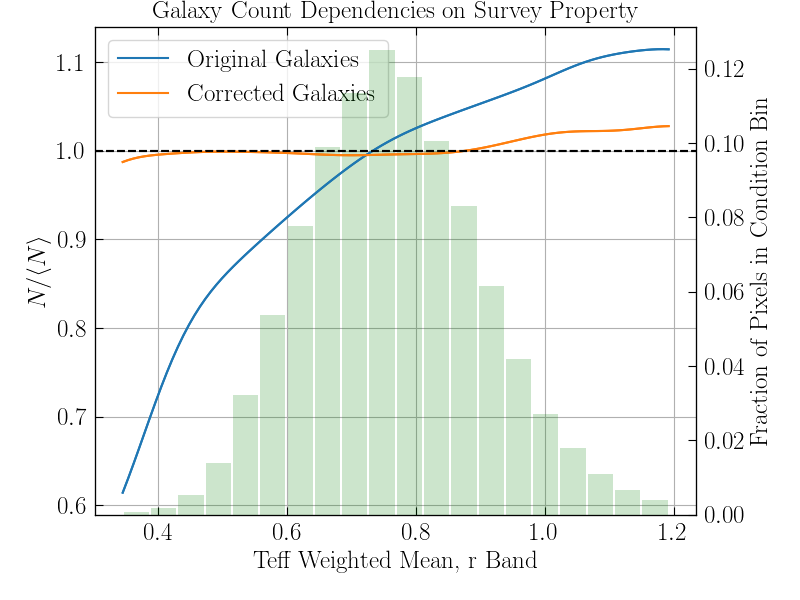 Galaxy Count Dependencies on Survey Property
Original Galaxies
Corrected Galaxies
N/⟨N⟩
1.1
1.0
0.9
0.8
0.7
0.6
0.12
0.10
0.08
0.06
0.04
0.02
0.00
Fraction of Pixels in Condition Bin
0.4 0.6 0.8 1.0 1.2
Teff Weighted Mean, r Band